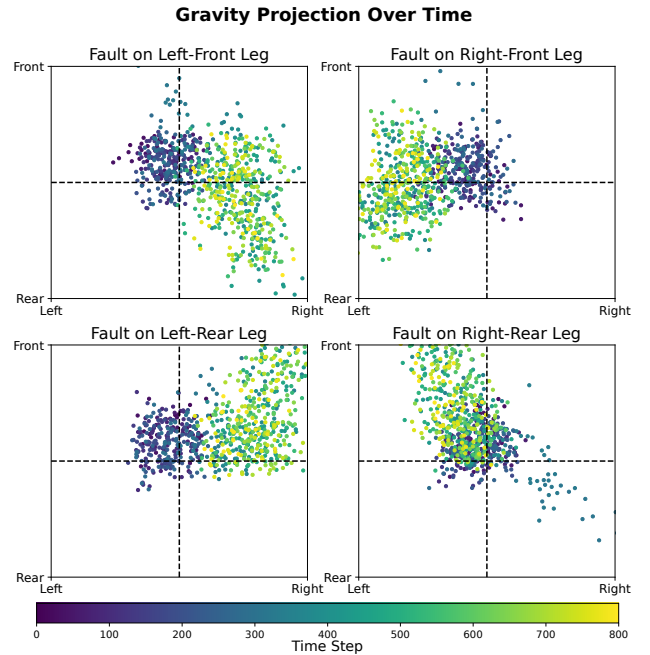 Gravity Projection Over Time
Fault on Left-Front Leg
Fault on Right-Front Leg
Front
Front
Rear
Rear
Left
Right
Left
Right
Fault on Left-Rear Leg
Fault on Right-Rear Leg
Front
Front
Rear
Rear
Left
Right
Left
Right
0 100 200 300 400 500 600 700 800
Time Step